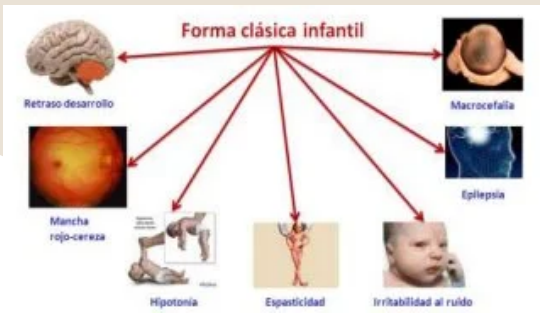 Forma clásica infantil
Retraso desarrollo
Macrocefalia
Mancha
rojo-cereza
Epilepsia
Hipotonía
Espasticidad
Irritabilidad al ruido